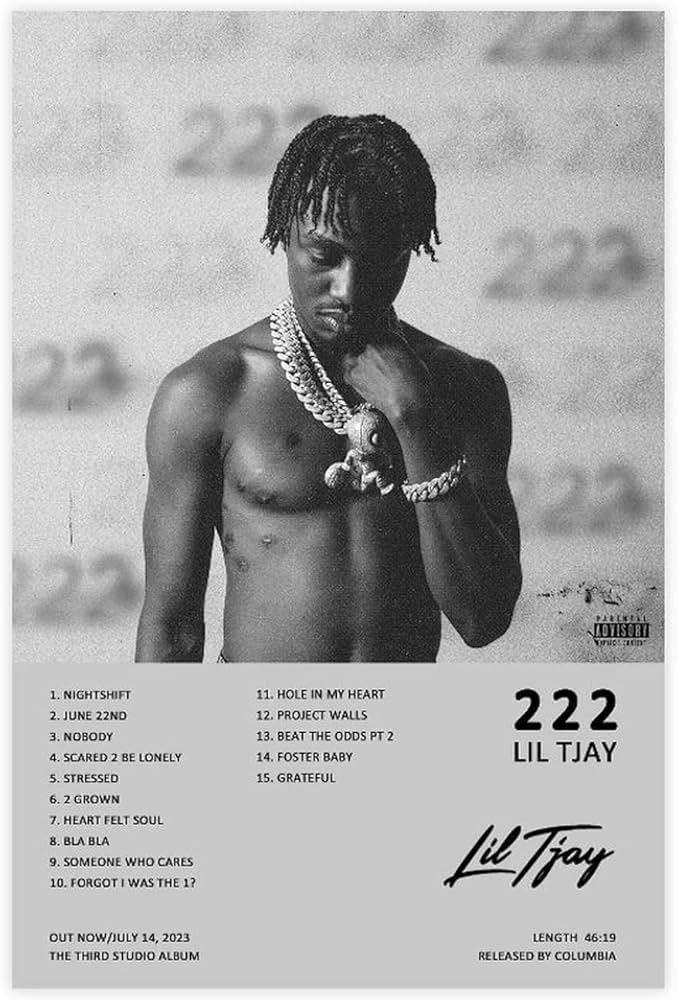 222
222
222
222
222
222
PARENTAL
ADVISORY
EXPLICIT CONTENT
1. NIGHTSHIFT
2. JUNE 22ND
3. NOBODY
4. SCARED 2 BE LONELY
5. STRESSED
6. 2 GROWN
7. HEART FELT SOUL
8. BLA BLA
9. SOMEONE WHO CARES
10. FORGOT I WAS THE 1?
11. HOLE IN MY HEART
12. PROJECT WALLS
13. BEAT THE ODDS PT 2
14. FOSTER BABY
15. GRATEFUL
222
LIL TJAY
Lil Tjay
OUT NOW/JULY 14, 2023
THE THIRD STUDIO ALBUM
LENGTH 46:19
RELEASED BY COLUMBIA